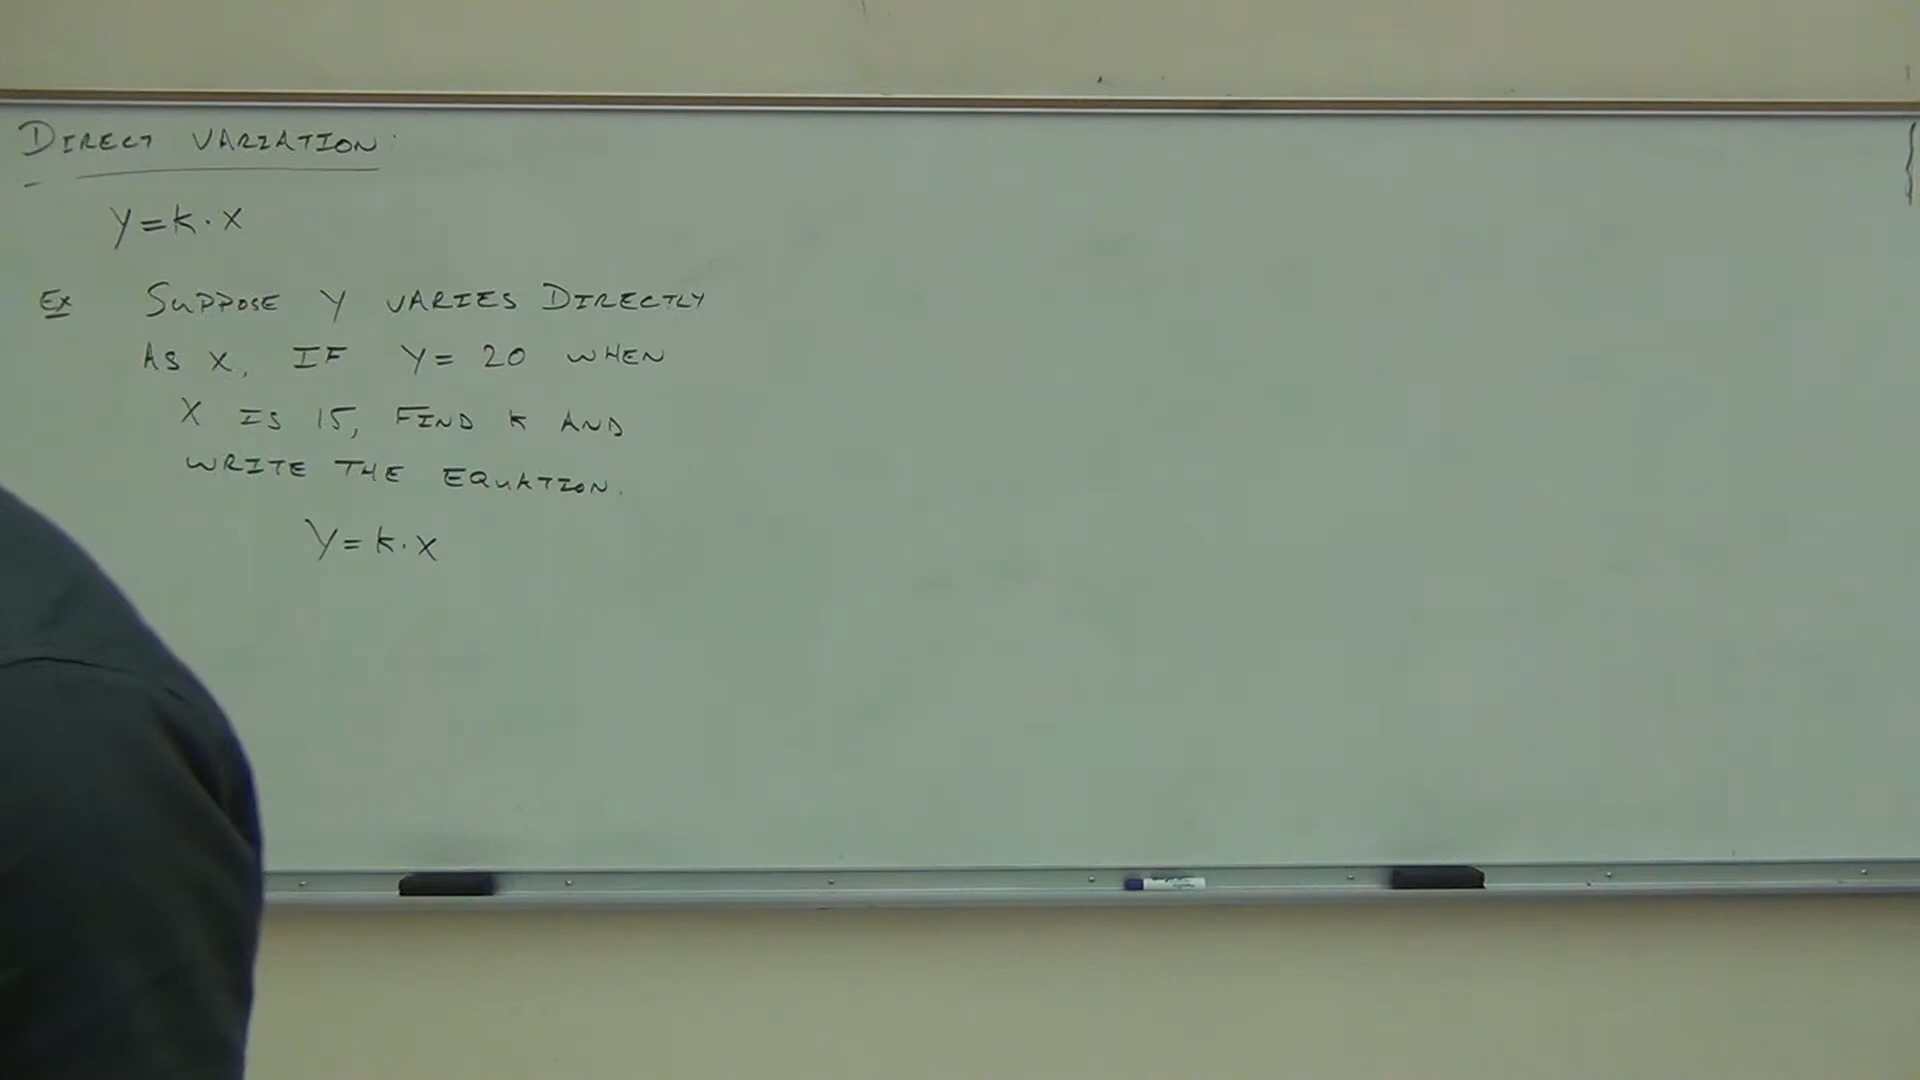 DIRECT VARIATION:
Y=k·X
Ex SUPPOSE Y VARIES DIRECTLY
AS X, IF Y= 20 WHEN
X IS 15, FIND k AND
WRITE THE EQUATION.
Y=k·X